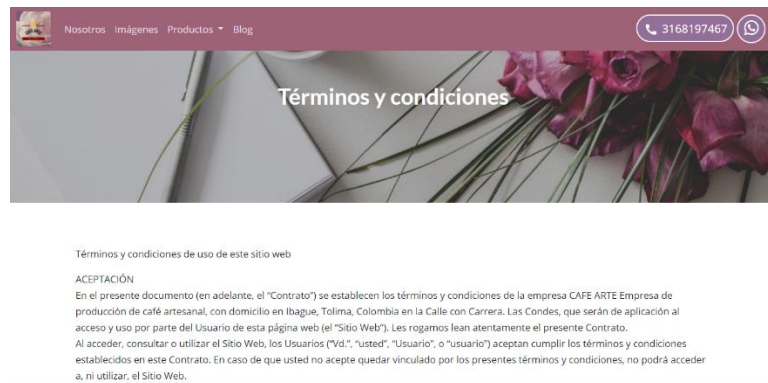 Nosotros Imágenes Productos Blog
3168197467
Términos y condiciones
Términos y condiciones de uso de este sitio web
ACEPTACIÓN
En el presente documento (en adelante, el “Contrato”) se establecen los términos y condiciones de la empresa CAFE ARTE Empresa de
producción de café artesanal, con domicilio en Ibague, Tolima, Colombia en la Calle con Carrera. Las Condes, que serán de aplicación al
acceso y uso por parte del Usuario de esta página web (el “Sitio Web”). Les rogamos lean atentamente el presente Contrato.
Al acceder, consultar o utilizar el Sitio Web, los Usuarios (“Vd.”, “usted”, “Usuario”, o “usuario”) aceptan cumplir los términos y condiciones
establecidos en este Contrato. En caso de que usted no acepte quedar vinculado por los presentes términos y condiciones, no podrá acceder
a, ni utilizar, el Sitio Web.